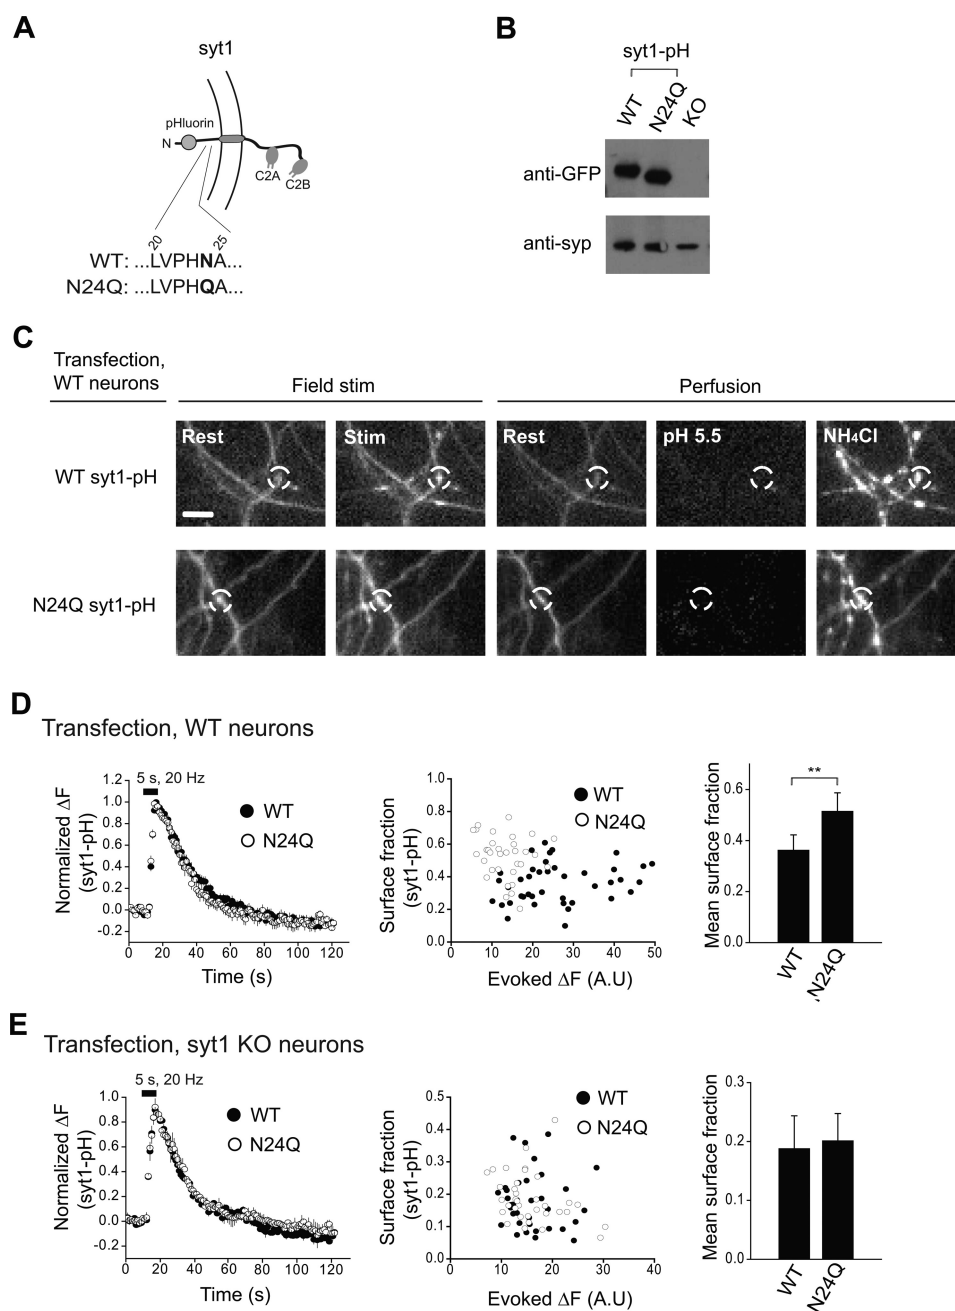 A
syt1
pHluorin
N
C2A
C2B
20
25
WT: ...LVPHNA...
N24Q: ...LVPHQA...
B
syt1-pH
WT
N24Q
KO
anti-GFP
anti-syp
C
Transfection,
WT neurons
Field stim
Perfusion
Rest
Stim
Rest
pH 5.5
NH₄Cl
WT syt1-pH
N24Q syt1-pH
D
Transfection, WT neurons
5 s, 20 Hz
WT
N24Q
Normalized ΔF
(syt1-pH)
1.2
1.0
0.8
0.6
0.4
0.2
0.0
-0.2
0 20 40 60 80 100 120
Time (s)
WT
N24Q
Surface fraction
(syt1-pH)
1.0
0.8
0.6
0.4
0.2
0.0
0 10 20 30 40 50
Evoked ΔF (A.U)
**
Mean surface fraction
0.6
0.4
0.2
0.0
WT
N24Q
E
Transfection, syt1 KO neurons
5 s, 20 Hz
WT
N24Q
Normalized ΔF
(syt1-pH)
1.0
0.8
0.6
0.4
0.2
0.0
-0.2
0 20 40 60 80 100 120
Time (s)
WT
N24Q
Surface fraction
(syt1-pH)
0.5
0.4
0.3
0.2
0.1
0.0
0 10 20 30 40
Evoked ΔF (A.U)
Mean surface fraction
0.3
0.2
0.1
0.0
WT
N24Q